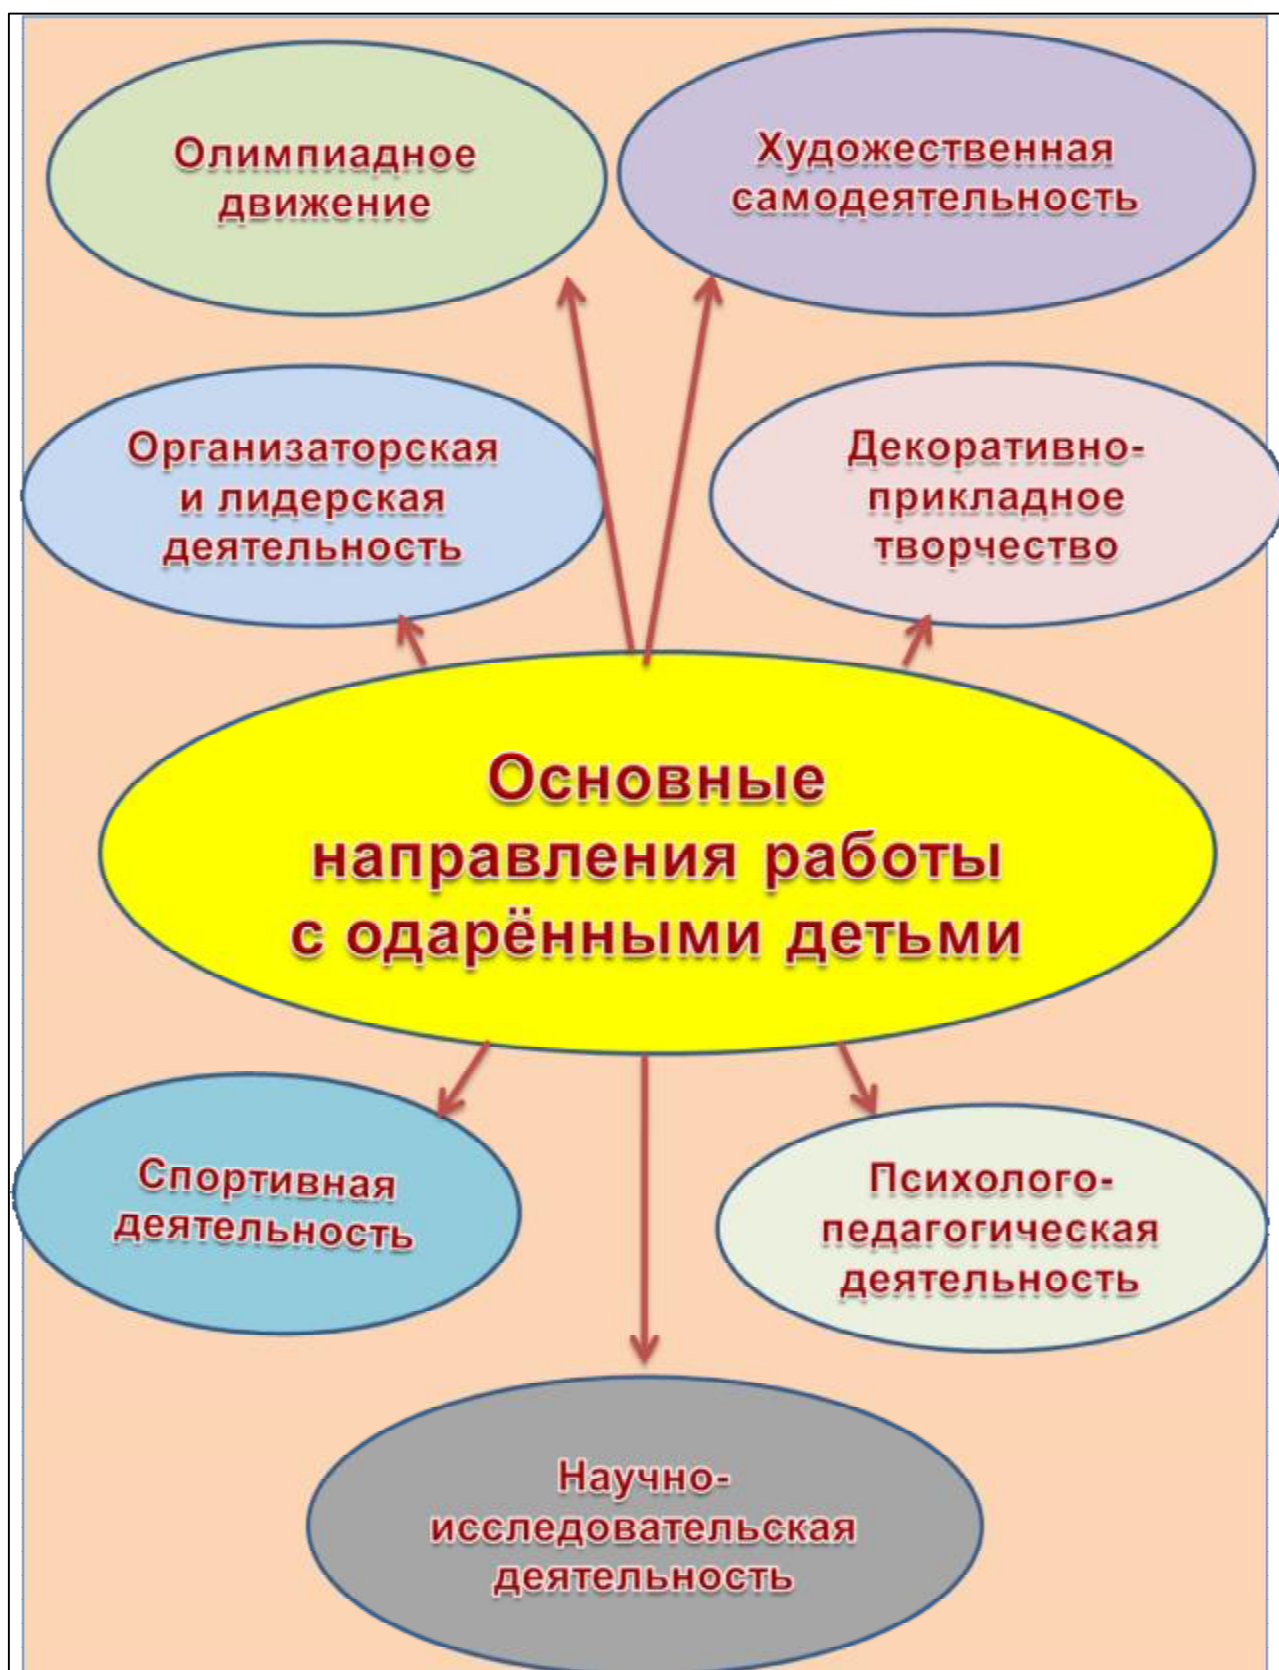 Олимпиадное
движение
Художественная
самодеятельность
Организаторская
и лидерская
деятельность
Декоративно-
прикладное
творчество
Основные
направления работы
с одарёнными детьми
Спортивная
деятельность
Психолого-
педагогическая
деятельность
Научно-
исследовательская
деятельность